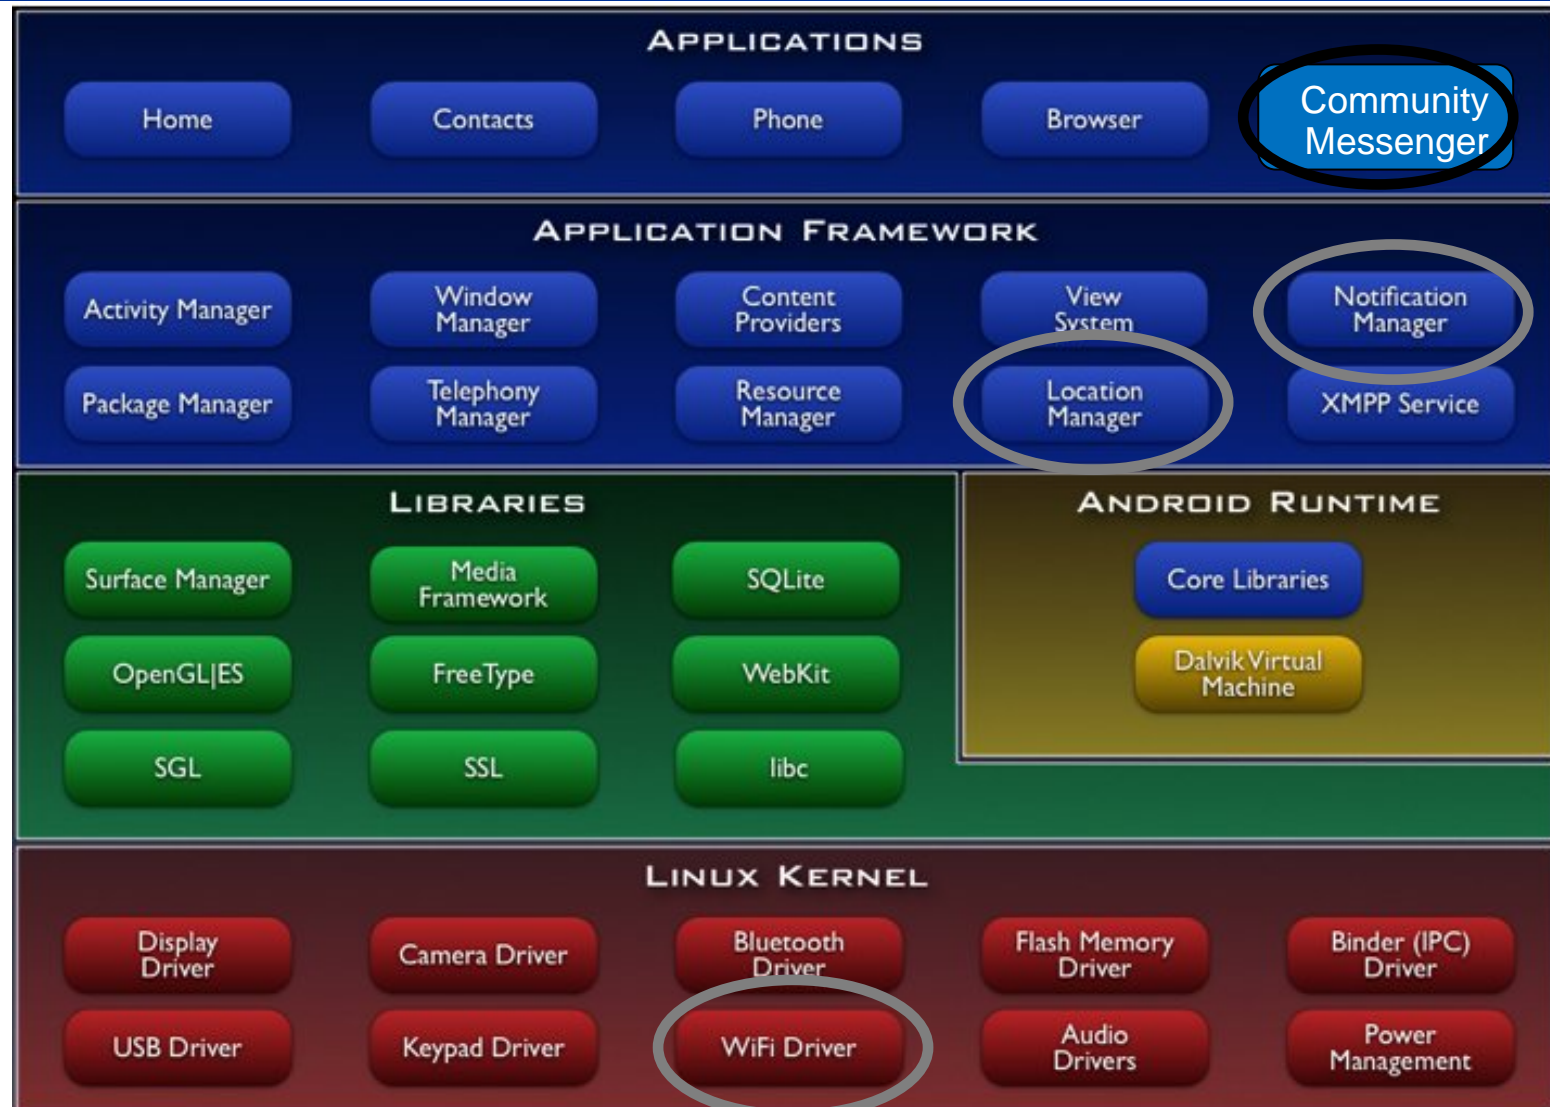 APPLICATIONS
Home
Contacts
Phone
Browser
Community
Messenger
APPLICATION FRAMEWORK
Activity Manager
Window
Manager
Content
Providers
View
System
Notification
Manager
Package Manager
Telephony
Manager
Resource
Manager
Location
Manager
XMPP Service
LIBRARIES
Surface Manager
Media
Framework
SQLite
OpenGL|ES
FreeType
WebKit
SGL
SSL
libc
ANDROID RUNTIME
Core Libraries
Dalvik Virtual
Machine
LINUX KERNEL
Display
Driver
Camera Driver
Bluetooth
Driver
Flash Memory
Driver
Binder (IPC)
Driver
USB Driver
Keypad Driver
WiFi Driver
Audio
Drivers
Power
Management